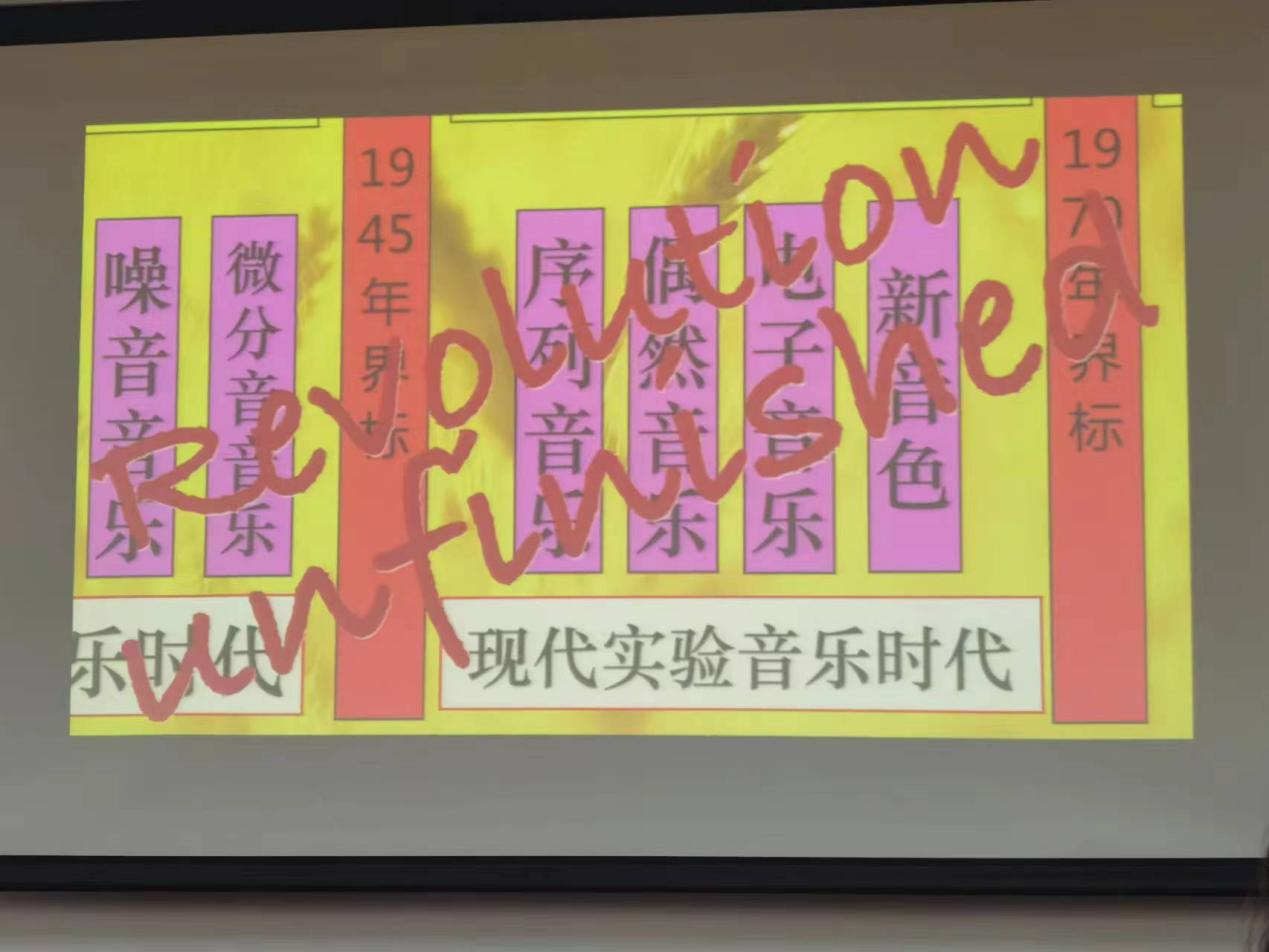 噪音音乐
微分音音乐
1945年界标
序列音乐
偶然音乐
电子音乐
新音色
1970年界标
乐时代
现代实验音乐时代
Revolution
unfinished